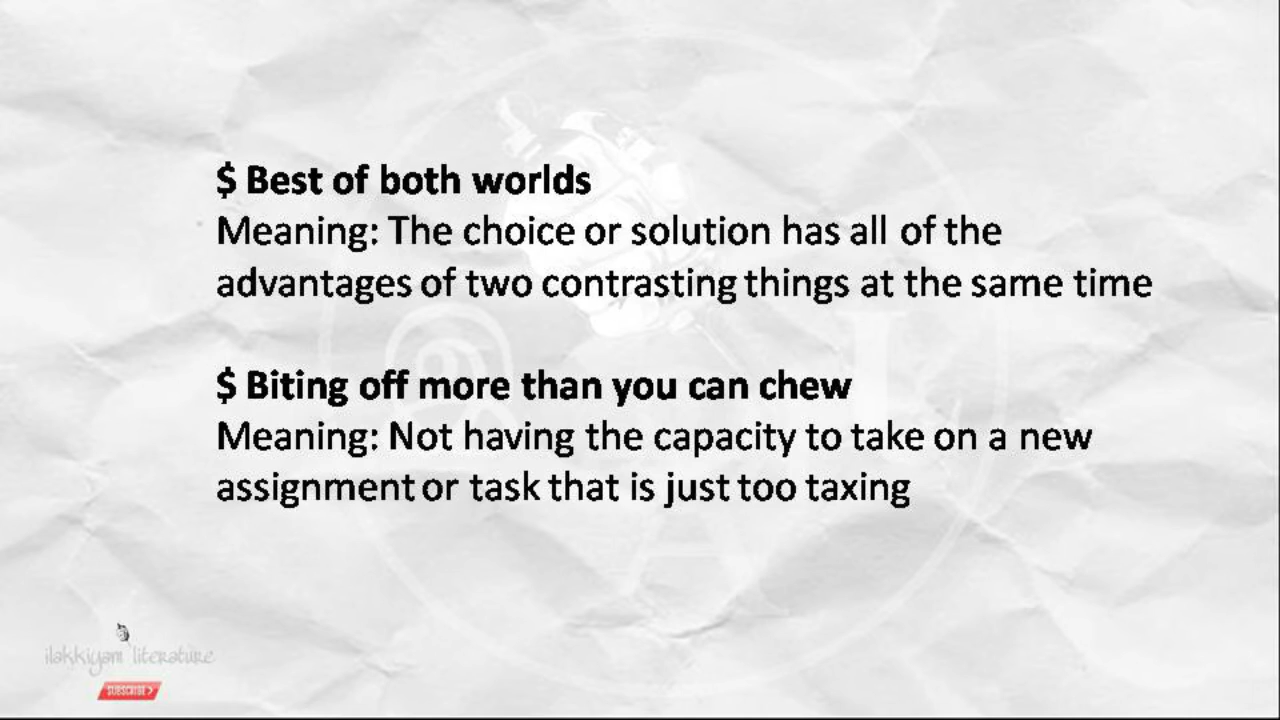 $ Best of both worlds
Meaning: The choice or solution has all of the
advantages of two contrasting things at the same time
$ Biting off more than you can chew
Meaning: Not having the capacity to take on a new
assignment or task that is just too taxing
ilakkiyam literature
SUBSCRIBE >